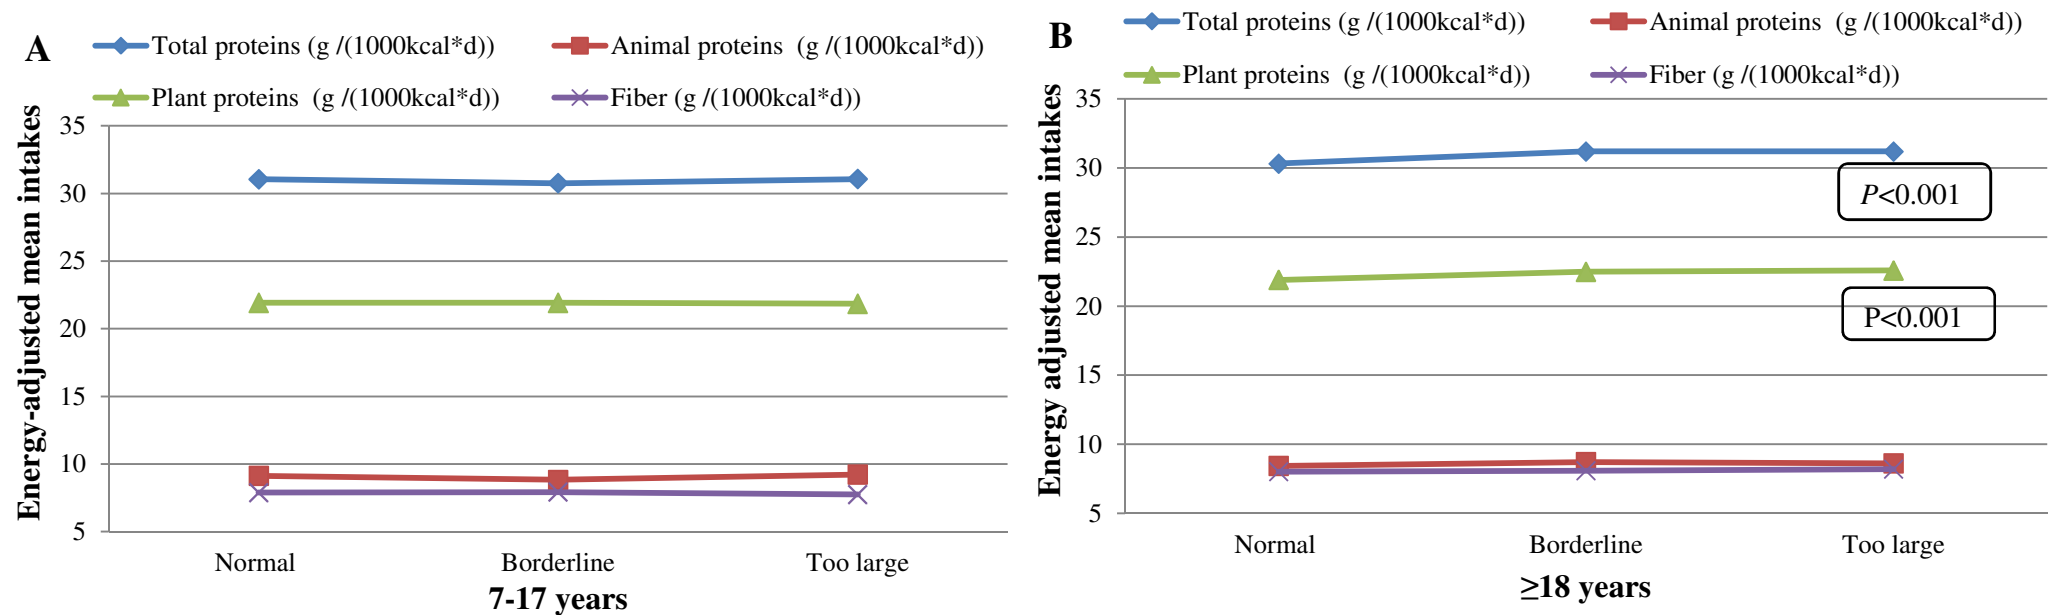 A
Total proteins (g /(1000kcal*d))
Animal proteins (g /(1000kcal*d))
Plant proteins (g /(1000kcal*d))
Fiber (g /(1000kcal*d))
Energy-adjusted mean intakes
35
30
25
20
15
10
5
Normal
Borderline
Too large
7-17 years
B
Total proteins (g /(1000kcal*d))
Animal proteins (g /(1000kcal*d))
Plant proteins (g /(1000kcal*d))
Fiber (g /(1000kcal*d))
Energy adjusted mean intakes
35
30
25
20
15
10
5
P<0.001
P<0.001
Normal
Borderline
Too large
≥18 years